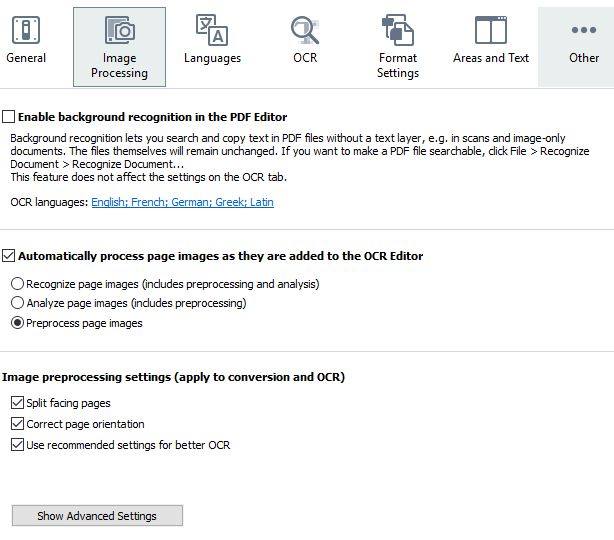 General
Image
Processing
Languages
OCR
Format
Settings
Areas and Text
Other
Enable background recognition in the PDF Editor
Background recognition lets you search and copy text in PDF files without a text layer, e.g. in scans and image-only
documents. The files themselves will remain unchanged. If you want to make a PDF file searchable, click File > Recognize
Document > Recognize Document...
This feature does not affect the settings on the OCR tab.
OCR languages: English; French; German; Greek; Latin
Automatically process page images as they are added to the OCR Editor
Recognize page images (includes preprocessing and analysis)
Analyze page images (includes preprocessing)
Preprocess page images
Image preprocessing settings (apply to conversion and OCR)
Split facing pages
Correct page orientation
Use recommended settings for better OCR
Show Advanced Settings